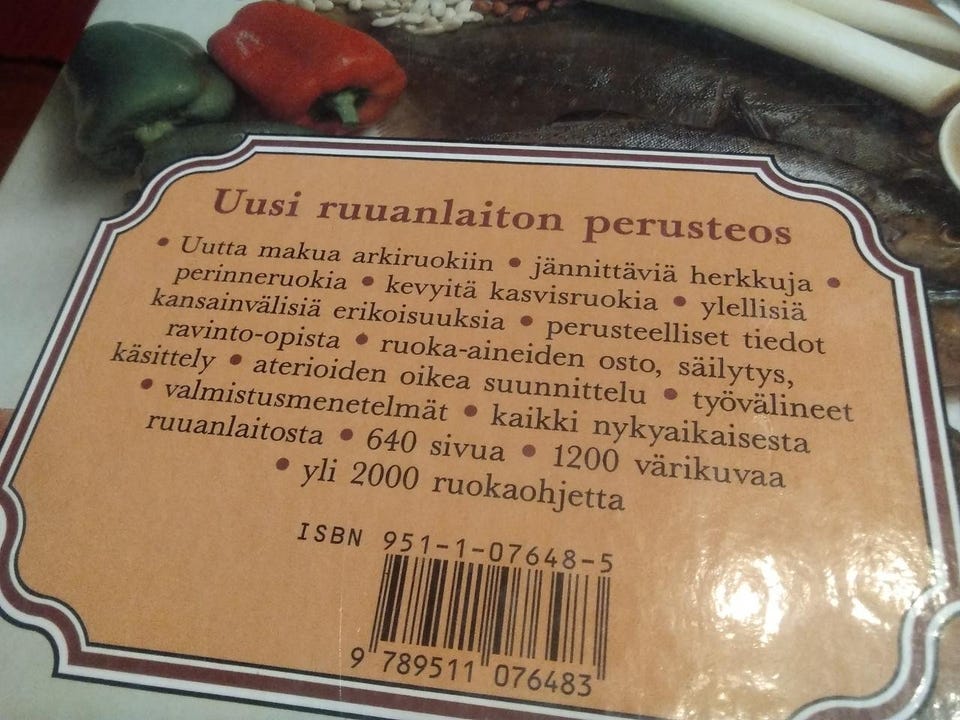 Uusi ruuanlaiton perusteos
• Uutta makua arkiruokiin • jännittäviä herkkuja •
perinneruokia • kevyitä kasvisruokia • ylellisiä
kansainvälisiä erikoisuuksia • perusteelliset tiedot
ravinto-opista • ruoka-aineiden osto, säilytys,
käsittely • aterioiden oikea suunnittelu • työvälineet
• valmistusmenetelmät • kaikki nykyaikaisesta
ruuanlaitosta • 640 sivua • 1200 värikuvaa
• yli 2000 ruokaohjetta
ISBN 951-1-07648-5
9 789511 076483